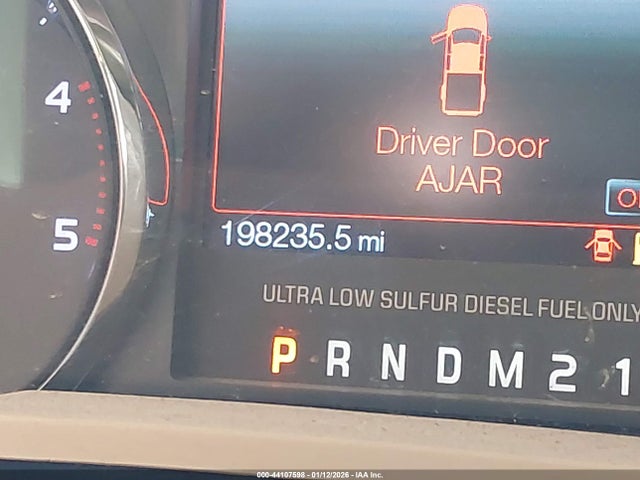 4
5
Driver Door
AJAR
198235.5 mi
ULTRA LOW SULFUR DIESEL FUEL ONLY
P R N D M 2 1
000-44107598 - 01/12/2026 - IAA Inc.